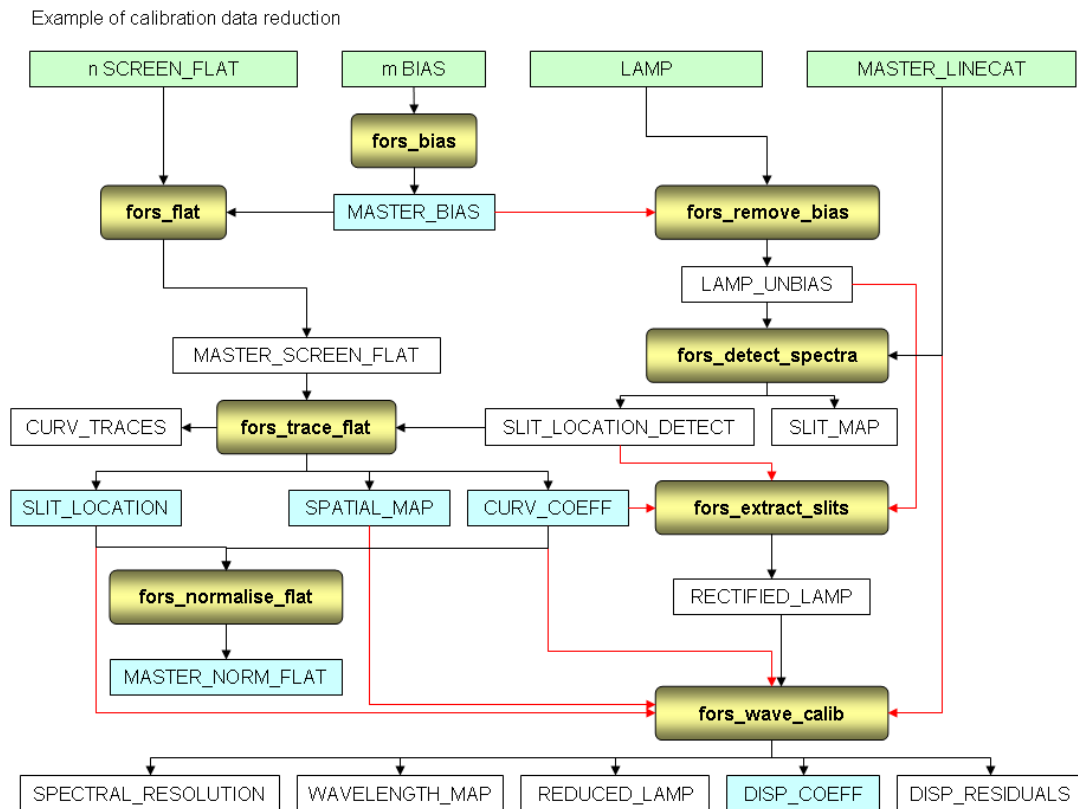 Example of calibration data reduction
n SCREEN_FLAT
m BIAS
LAMP
MASTER_LINECAT
fors_bias
fors_flat
MASTER_BIAS
fors_remove_bias
LAMP_UNBIAS
MASTER_SCREEN_FLAT
fors_detect_spectra
CURV_TRACES
fors_trace_flat
SLIT_LOCATION_DETECT
SLIT_MAP
SLIT_LOCATION
SPATIAL_MAP
CURV_COEFF
fors_extract_slits
fors_normalise_flat
RECTIFIED_LAMP
MASTER_NORM_FLAT
fors_wave_calib
SPECTRAL_RESOLUTION
WAVELENGTH_MAP
REDUCED_LAMP
DISP_COEFF
DISP_RESIDUALS